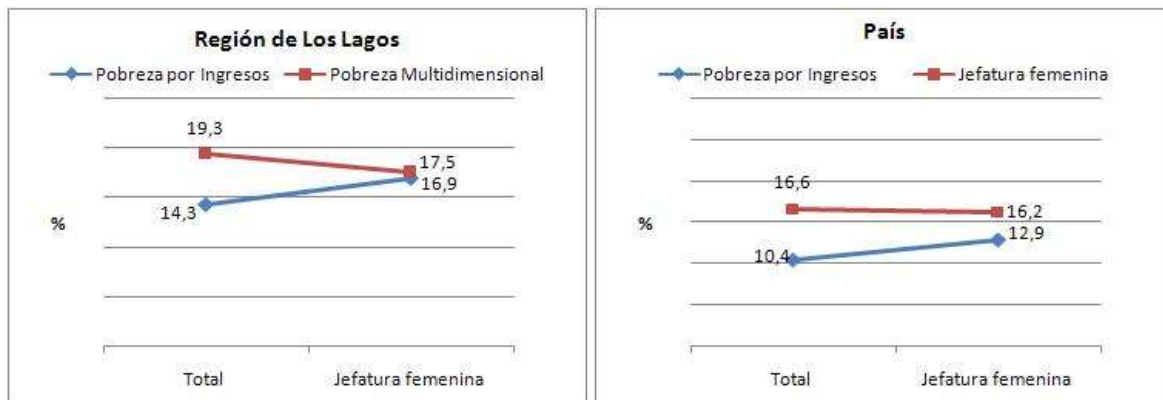 Región de Los Lagos
Pobreza por Ingresos Pobreza Multidimensional
19,3
17,5
16,9
14,3
%
Total Jefatura femenina
País
Pobreza por Ingresos Jefatura femenina
16,6
16,2
12,9
10,4
%
Total Jefatura femenina